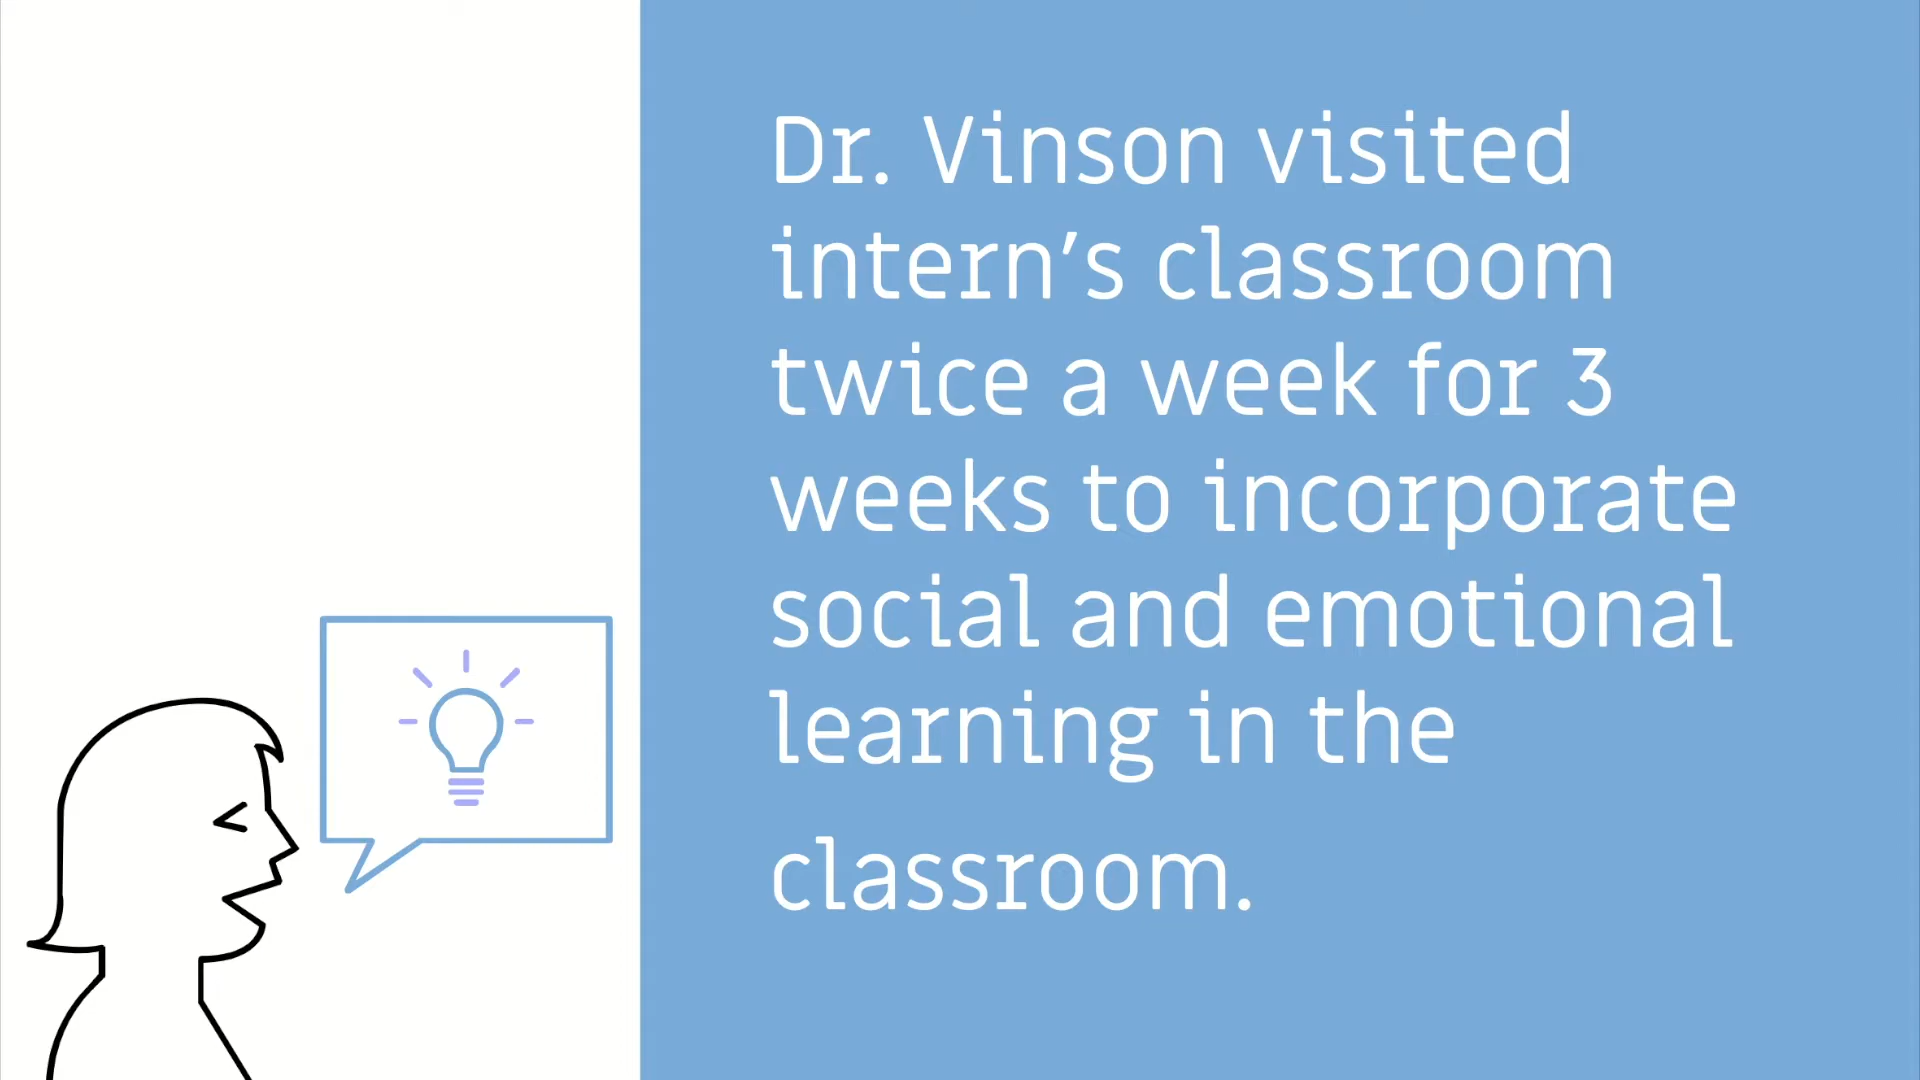 Dr. Vinson visited
intern’s classroom
twice a week for 3
weeks to incorporate
social and emotional
learning in the
classroom.